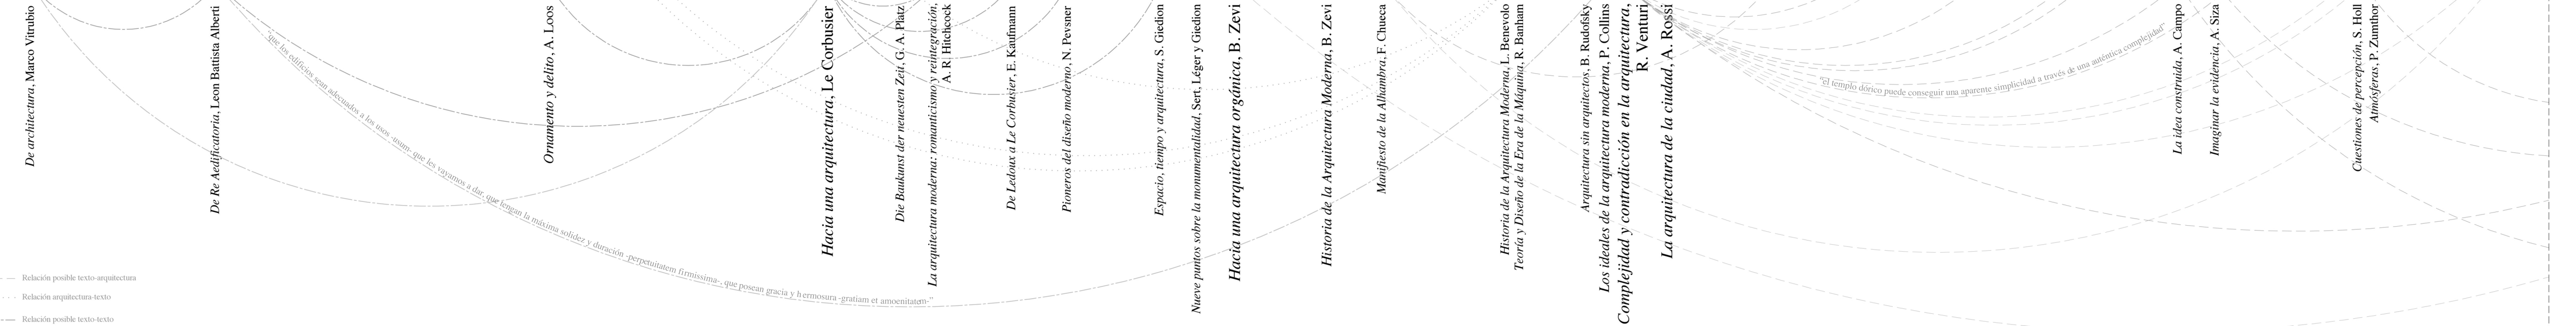 De architectura, Marco Vitrubio
De Re Aedificatoria, Leon Battista Alberti
"que los edificios sean adecuados a los usos -usum- que les vayamos a dar, que tengan la máxima solidez y duración -perpetuitatem firmissima-, que posean gracia y hermosura -gratiam et amoenitatem-"
Ornamento y delito, A. Loos
Hacia una arquitectura, Le Corbusier
Die Baukunst der neuesten Zeit, G. A. Platz
La arquitectura moderna: romanticismo y reintegración,
A. R. Hitchcock
De Ledoux a Le Corbusier, E. Kaufmann
Pioneros del diseño moderno, N. Pevsner
Espacio, tiempo y arquitectura, S. Giedion
Nueve puntos sobre la monumentalidad, Sert, Léger y Giedion
Hacia una arquitectura orgánica, B. Zevi
Historia de la Arquitectura Moderna, B. Zevi
Manifiesto de la Alhambra, F. Chueca
Historia de la Arquitectura Moderna, L. Benevolo
Teoría y Diseño de la Era de la Máquina, R. Banham
Arquitectura sin arquitectos, B. Rudofsky
Los ideales de la arquitectura moderna, P. Collins
Complejidad y contradicción en la arquitectura,
R. Venturi
La arquitectura de la ciudad, A. Rossi
"el templo dórico puede conseguir una aparente simplicidad a través de una auténtica complejidad"
La idea construida, A. Campo
Imaginar la evidencia, A. Siza
Cuestiones de percepción, S. Holl
Atmósferas, P. Zumthor
Relación posible texto-arquitectura
Relación arquitectura-texto
Relación posible texto-texto